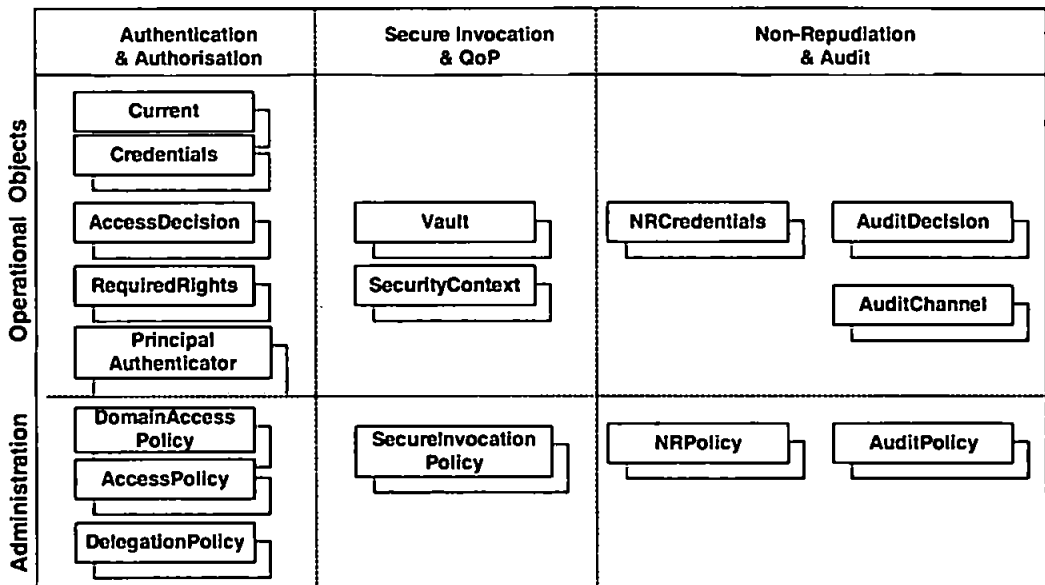 Authentication
& Authorisation
Secure Invocation
& QoP
Non-Repudiation
& Audit
Operational Objects
Current
Credentials
AccessDecision
RequiredRights
Principal
Authenticator
Vault
SecurityContext
NRCredentials
AuditDecision
AuditChannel
Administration
DomainAccess
Policy
AccessPolicy
DelegationPolicy
SecureInvocation
Policy
NRPolicy
AuditPolicy